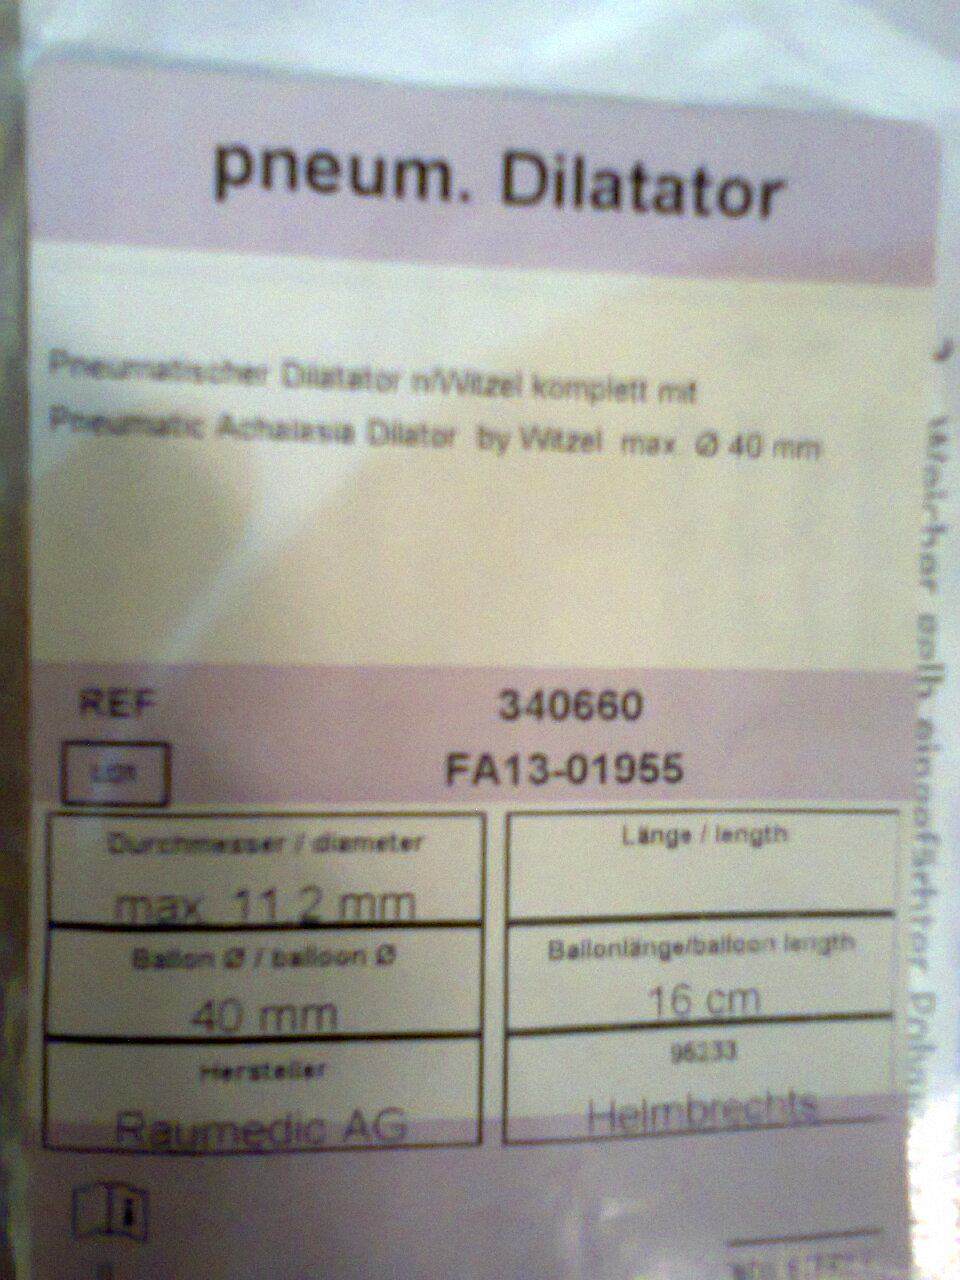 pneum. Dilatator
Pneumatischer Dilatator n/Witzel komplett mit
Pneumatic Achalasia Dilator by Witzel max. Ø 40 mm
REF 340660
LOT FA13-01955
Durchmesser / diameter
max. 11.2 mm
Länge / length
Ballon Ø / balloon Ø
40 mm
Ballonlänge/balloon length
16 cm
Hersteller
Raumedic AG
95233
Helmbrechts